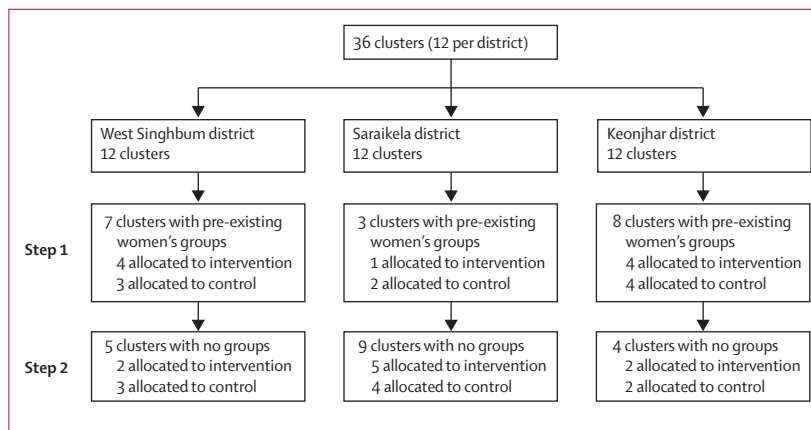 36 clusters (12 per district)
West Singhbum district
12 clusters
Saraikela district
12 clusters
Keonjhar district
12 clusters
Step 1
7 clusters with pre-existing
women's groups
4 allocated to intervention
3 allocated to control
3 clusters with pre-existing
women's groups
1 allocated to intervention
2 allocated to control
8 clusters with pre-existing
women's groups
4 allocated to intervention
4 allocated to control
Step 2
5 clusters with no groups
2 allocated to intervention
3 allocated to control
9 clusters with no groups
5 allocated to intervention
4 allocated to control
4 clusters with no groups
2 allocated to intervention
2 allocated to control